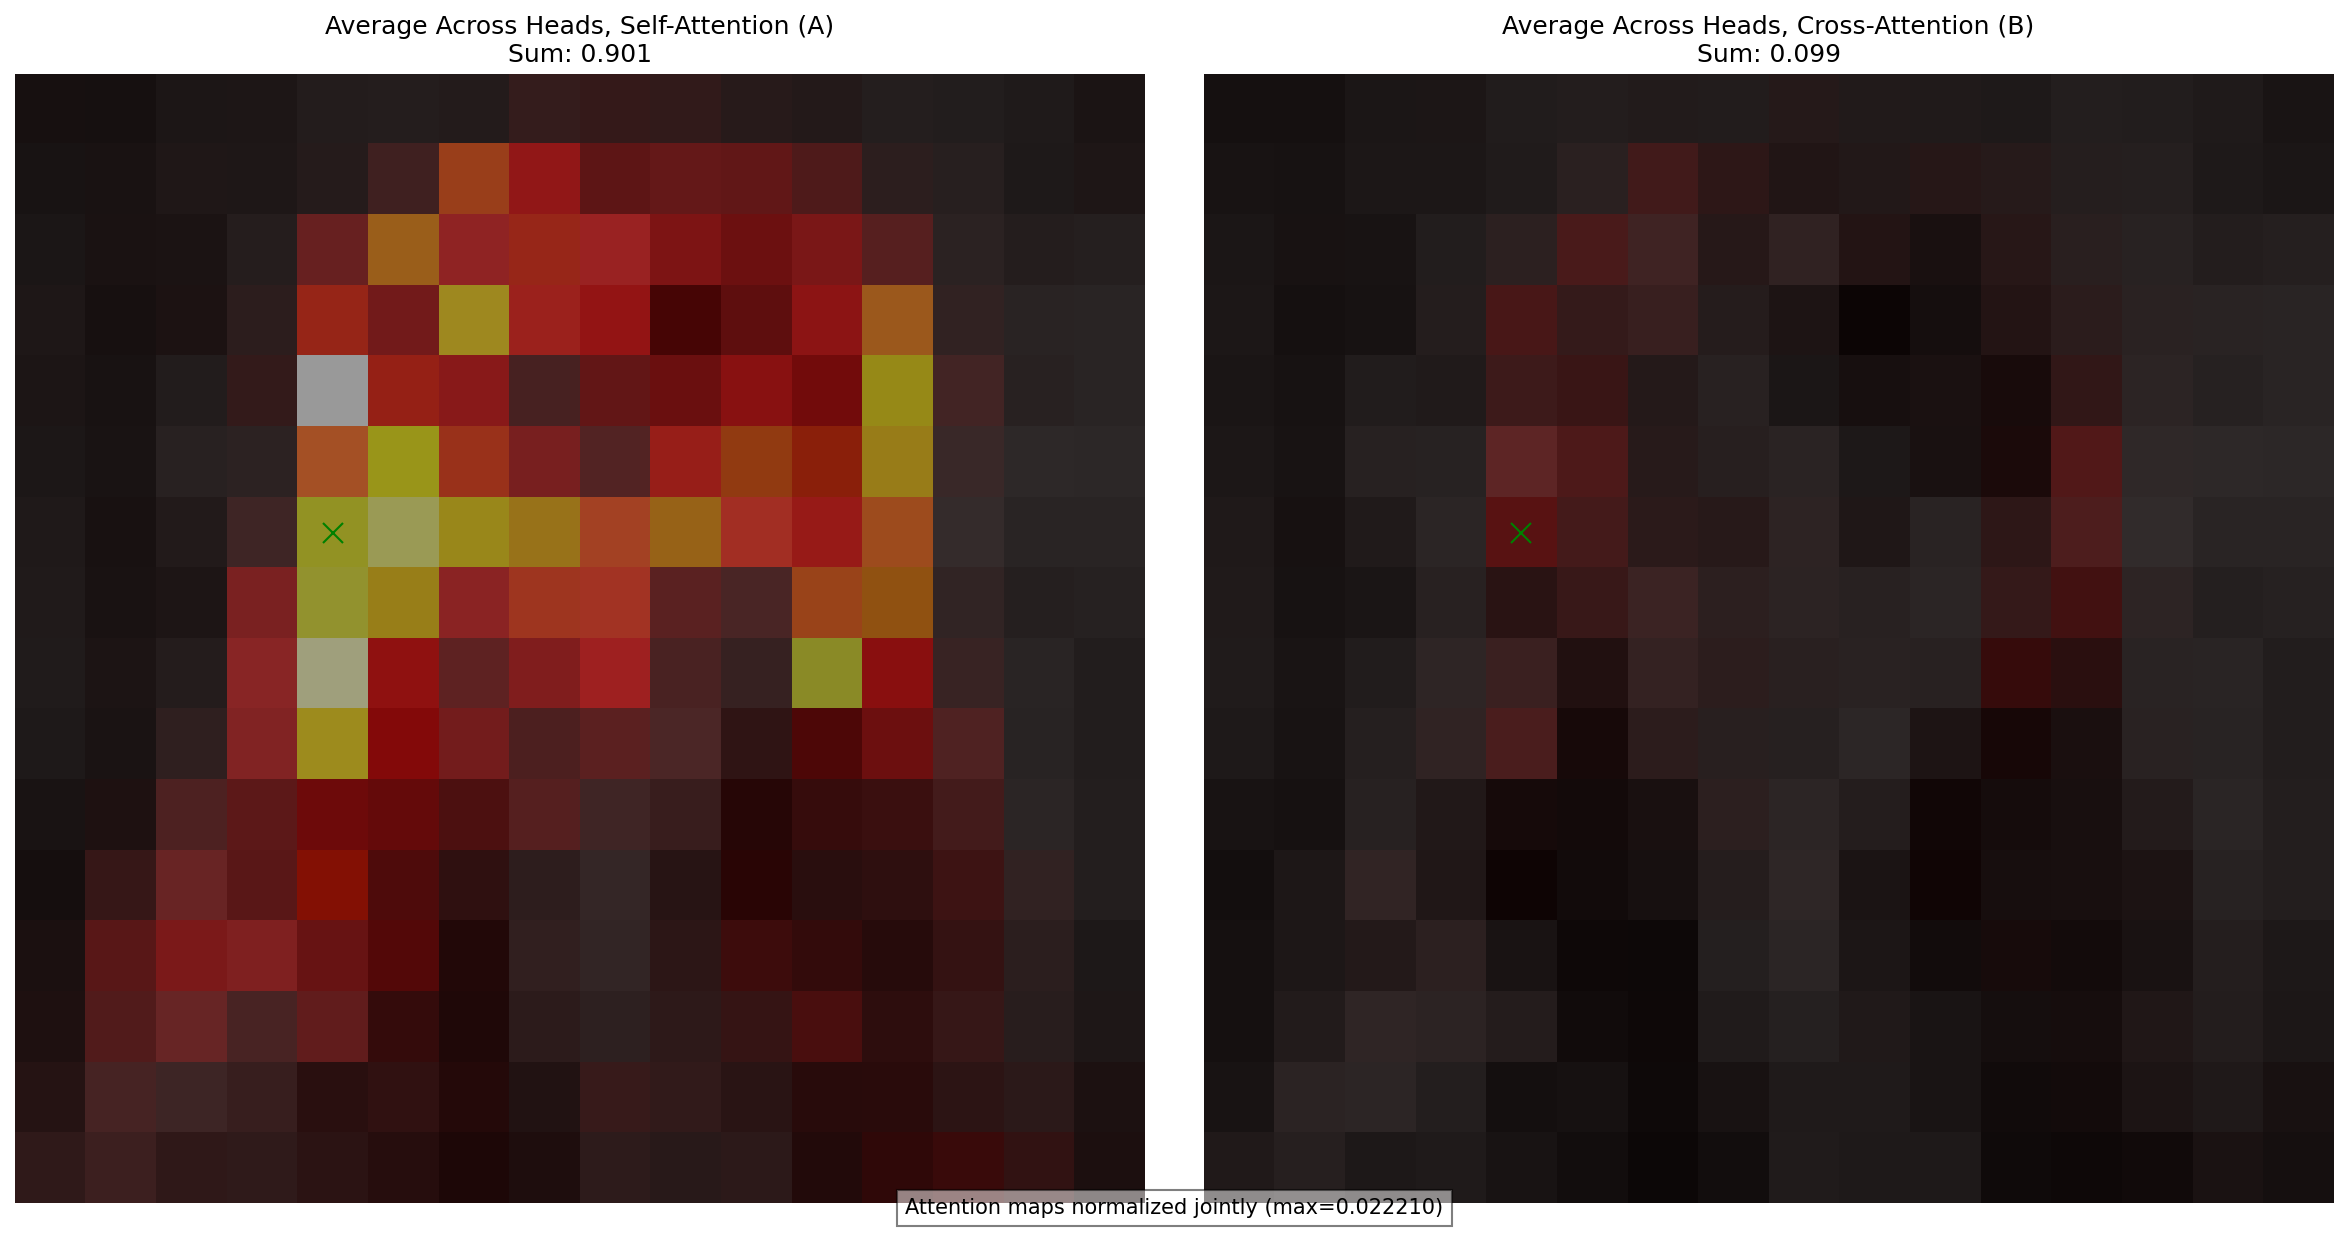 Average Across Heads, Self-Attention (A)
Sum: 0.901
Average Across Heads, Cross-Attention (B)
Sum: 0.099
Attention maps normalized jointly (max=0.022210)